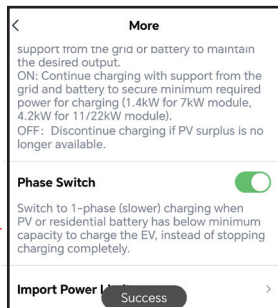 More
support from the grid or battery to maintain
the desired output.
ON: Continue charging with support from the
grid and battery to secure minimum required
power for charging (1.4kW for 7kW module,
4.2kW for 11/22kW module).
OFF: Discontinue charging if PV surplus is no
longer available.
Phase Switch
Switch to 1-phase (slower) charging when
PV or residential battery has below minimum
capacity to charge the EV, instead of stopping
charging completely.
Import Power
Success